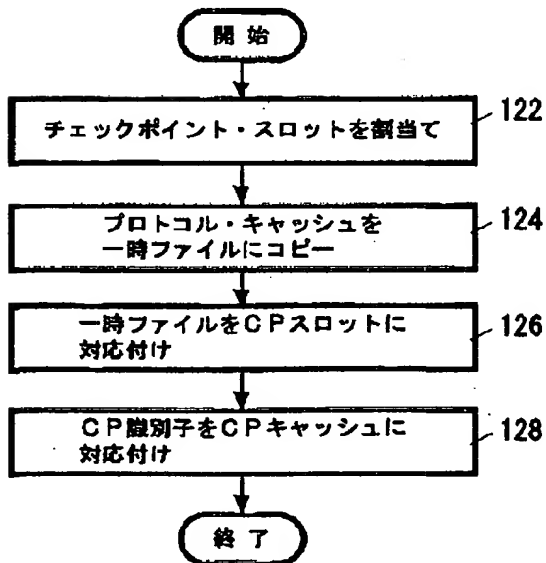 開始
チェックポイント・スロットを割当て
122
プロトコル・キャッシュを
一時ファイルにコピー
124
一時ファイルをCPスロットに
対応付け
126
CP識別子をCPキャッシュに
対応付け
128
終了